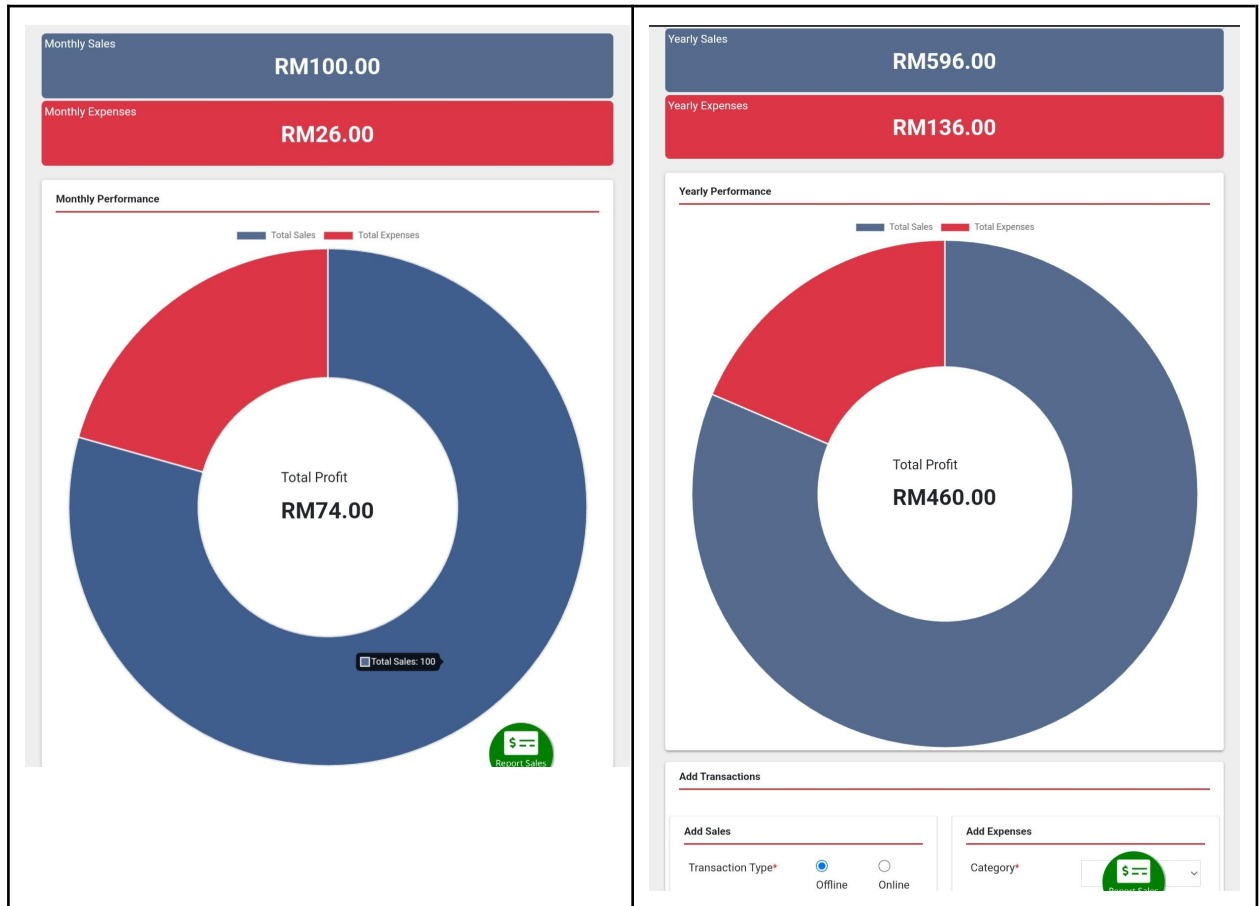 Monthly Sales
RM100.00
Monthly Expenses
RM26.00
Monthly Performance
Total Sales Total Expenses
Total Profit
RM74.00
Total Sales: 100
$
Report Sales
Yearly Sales
RM596.00
Yearly Expenses
RM136.00
Yearly Performance
Total Sales Total Expenses
Total Profit
RM460.00
Add Transactions
Add Sales
Transaction Type*
Offline Online
Add Expenses
Category*
$
Report Sales